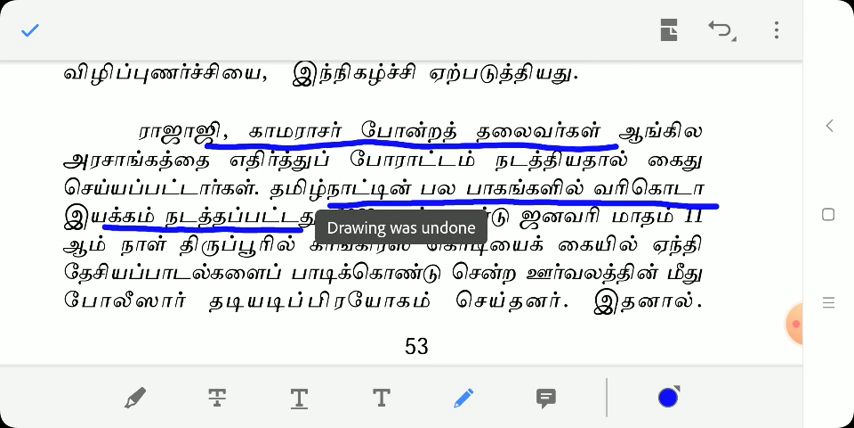 விழிப்புணர்ச்சியை, இந்நிகழ்ச்சி ஏற்படுத்தியது.
ராஜாஜி, காமராசர் போன்றத் தலைவர்கள் ஆங்கில
அரசாங்கத்தை எதிர்த்துப் போராட்டம் நடத்தியதால் கைது
செய்யப்பட்டார்கள். தமிழ்நாட்டின் பல பாகங்களில் வரிகொடா
இயக்கம் நடத்தப்பட்டது ஜனவரி மாதம் 11
Drawing was undone
ஆம் நாள் திருப்பூரில் காங்கிரஸ் கொடியைக் கையில் ஏந்தி
தேசியப்பாடல்களைப் பாடிக்கொண்டு சென்ற ஊர்வலத்தின் மீது
போலீஸார் தடியடிப்பிரயோகம் செய்தனர். இதனால்.
53